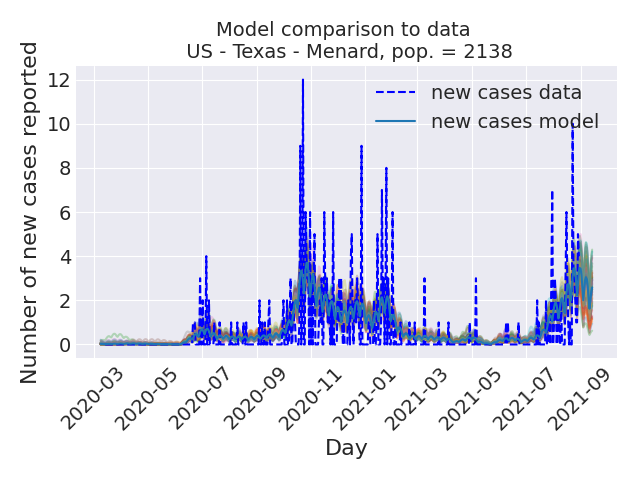 Model comparison to data
US - Texas - Menard, pop. = 2138
Number of new cases reported
12
10
8
6
4
2
0
new cases data
new cases model
2020-03
2020-05
2020-07
2020-09
2020-11
2021-01
2021-03
2021-05
2021-07
2021-09
Day